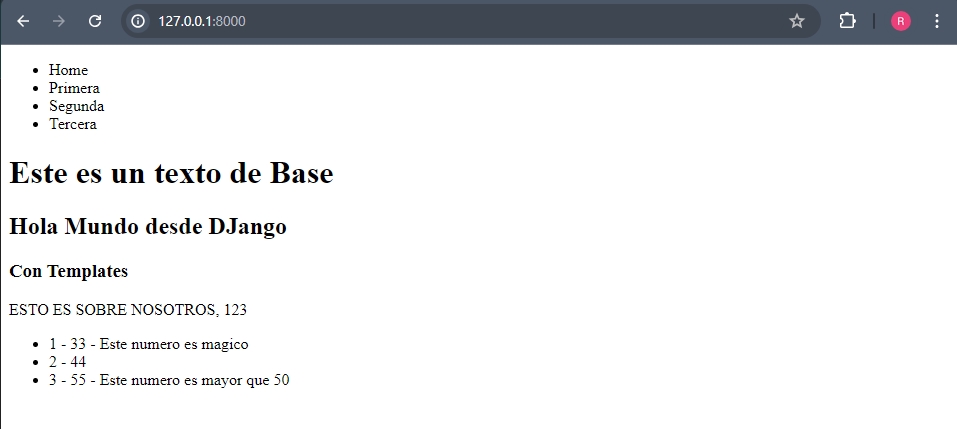 127.0.0.1:8000
R
Home
Primera
Segunda
Tercera
Este es un texto de Base
Hola Mundo desde DJango
Con Templates
ESTO ES SOBRE NOSOTROS, 123
1 - 33 - Este numero es magico
2 - 44
3 - 55 - Este numero es mayor que 50